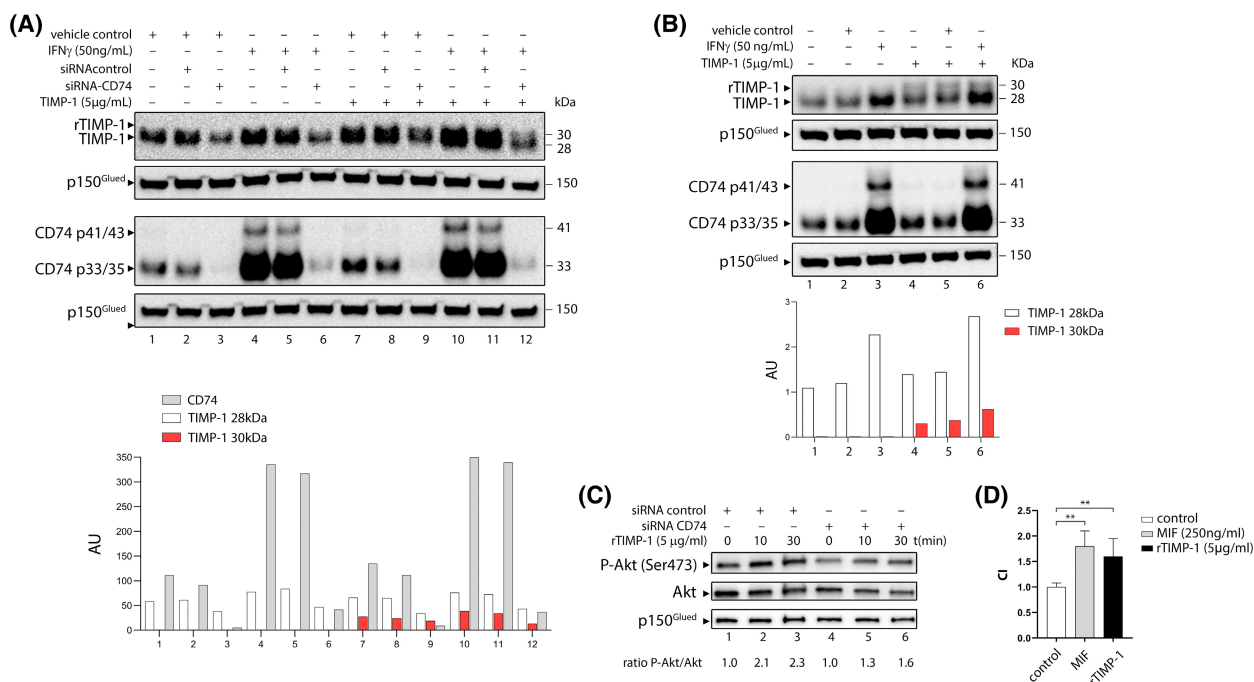 (A)
vehicle control + + + – – – + + + – – –
IFNγ (50ng/mL) – – – + + + – – – + + +
siRNAcontrol – + – – + – – + – – + –
siRNA-CD74 – – + – – + – – + – – +
TIMP-1 (5μg/mL) – – – – – – + + + + + + kDa
rTIMP-1
TIMP-1
30
28
p150Glued 150
CD74 p41/43 41
CD74 p33/35 33
p150Glued 150
1 2 3 4 5 6 7 8 9 10 11 12
CD74
TIMP-1 28kDa
TIMP-1 30kDa
AU
350
300
250
200
150
100
50
0
1 2 3 4 5 6 7 8 9 10 11 12
(B)
vehicle control – + – – + –
IFNγ (50 ng/mL) – – + – – +
TIMP-1 (5μg/mL) – – – + + + KDa
rTIMP-1 30
TIMP-1 28
p150Glued 150
CD74 p41/43 41
CD74 p33/35 33
p150Glued 150
1 2 3 4 5 6
TIMP-1 28kDa
TIMP-1 30kDa
AU
3
2
1
0
1 2 3 4 5 6
(C)
siRNA control + + + – – –
siRNA CD74 – – – + + +
rTIMP-1 (5 μg/ml) 0 10 30 0 10 30 t(min)
P-Akt (Ser473)
Akt
p150Glued
1 2 3 4 5 6
ratio P-Akt/Akt 1.0 2.1 2.3 1.0 1.3 1.6
(D)
CI
2.5
2.0
1.5
1.0
0.5
0.0
**
**
control
MIF (250ng/ml)
rTIMP-1 (5μg/ml)
control
MIF
rTIMP-1